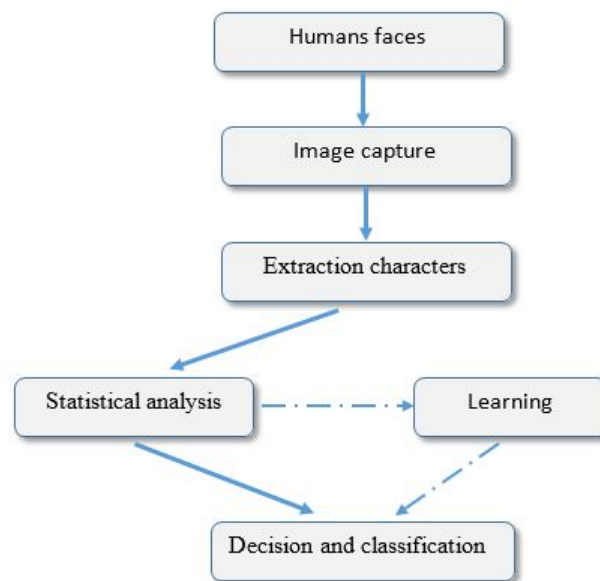 Humans faces
Image capture
Extraction characters
Statistical analysis
Learning
Decision and classification